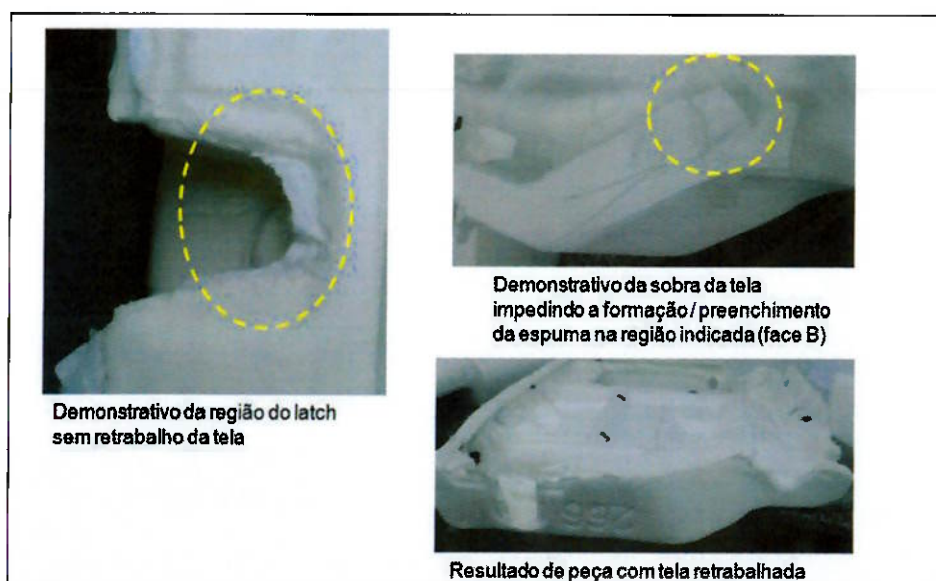 Demonstrativo da região do latch
sem retrabalho da tela
Demonstrativo da sobra da tela
impedindo a formação / preenchimento
da espuma na região indicada (face B)
Resultado de peça com tela retrabalhada